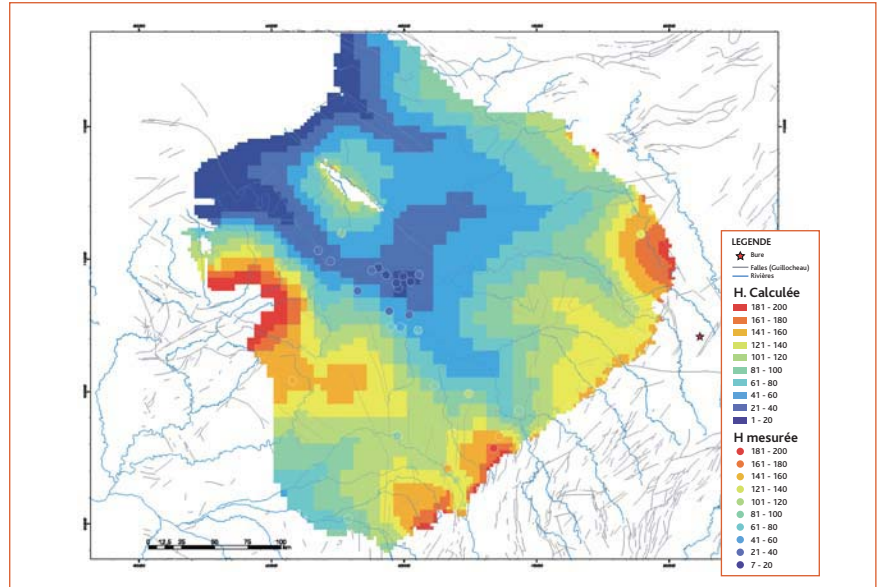 LEGENDE
Bure
Falles (Guillocheau)
Rivières
H. Calculée
181 - 200
161 - 180
141 - 160
121 - 140
101 - 120
81 - 100
61 - 80
41 - 60
21 - 40
1 - 20
H mesurée
181 - 200
161 - 180
141 - 160
121 - 140
101 - 120
81 - 100
61 - 80
41 - 60
21 - 40
7 - 20
0 12,5 25 50 75 100
km